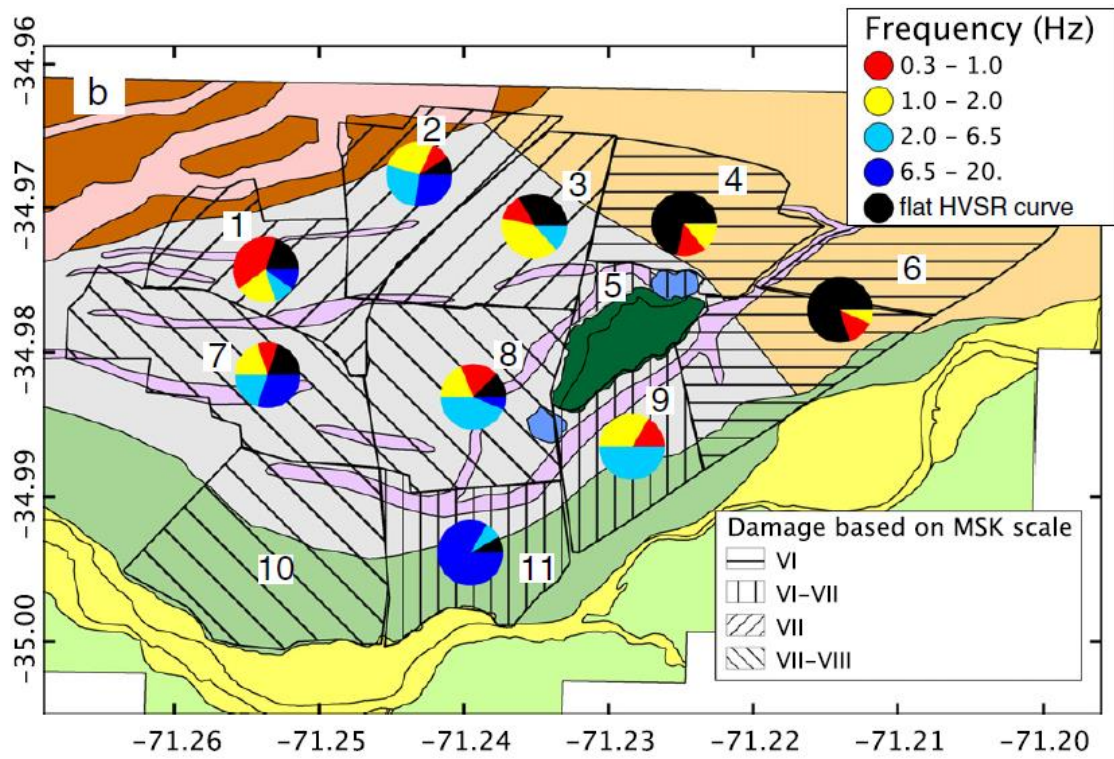 b
Frequency (Hz)
0.3 - 1.0
1.0 - 2.0
2.0 - 6.5
6.5 - 20.
flat HVSR curve
1
2
3
4
5
6
7
8
9
10
11
Damage based on MSK scale
VI
VI-VII
VII
VII-VIII
-34.96
-34.97
-34.98
-34.99
-35.00
-71.26
-71.25
-71.24
-71.23
-71.22
-71.21
-71.20